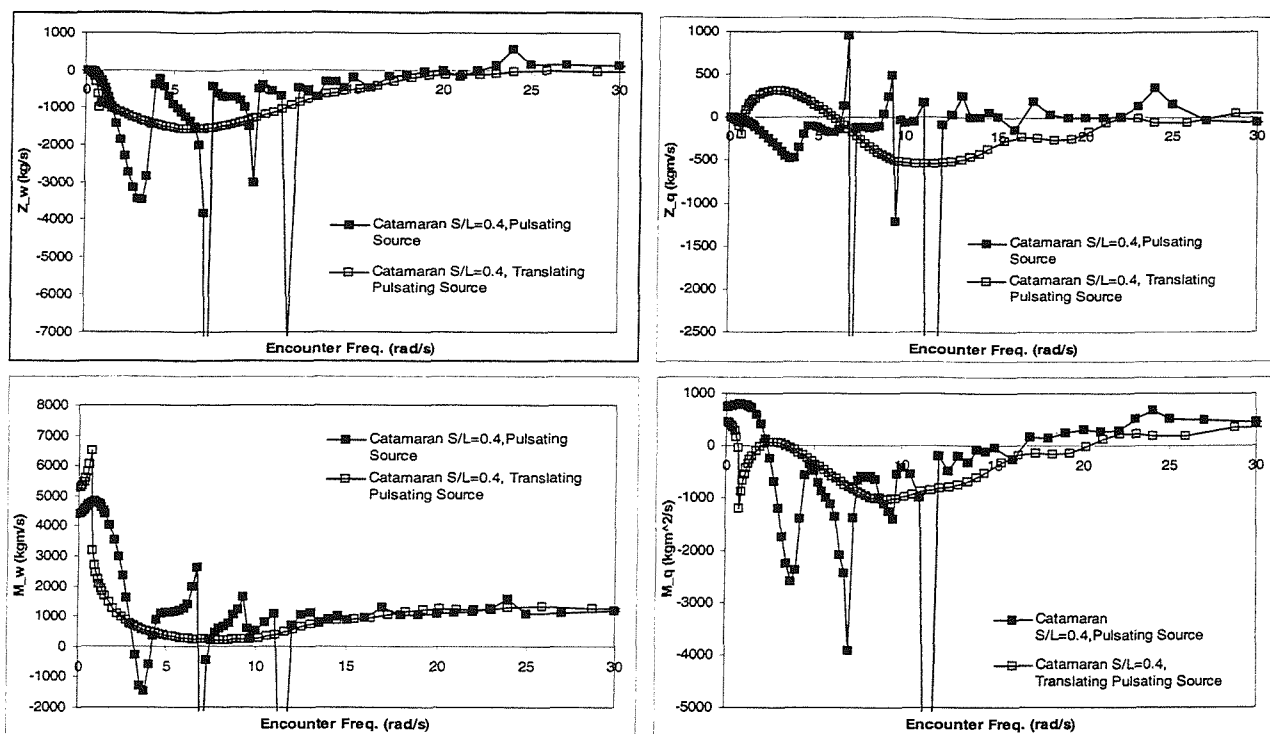 1000
0
-1000
-2000
-3000
-4000
-5000
-6000
-7000
0 5 10 15 20 25 30
Z_w (kg/s)
Catamaran S/L=0.4,Pulsating
Source
Catamaran S/L=0.4, Translating
Pulsating Source
Encounter Freq. (rad/s)
1000
500
0
-500
-1000
-1500
-2000
-2500
0 5 10 15 20 25 30
Z_q (kgm/s)
Catamaran S/L=0.4,Pulsating
Source
Catamaran S/L=0.4, Translating
Pulsating Source
Encounter Freq. (rad/s)
8000
7000
6000
5000
4000
3000
2000
1000
0
-1000
-2000
0 5 10 15 20 25 30
M_w (kgm/s)
Catamaran S/L=0.4,Pulsating
Source
Catamaran S/L=0.4, Translating
Pulsating Source
Encounter Freq. (rad/s)
1000
0
-1000
-2000
-3000
-4000
-5000
0 5 10 15 20 25 30
M_q (kgm^2/s)
Catamaran
S/L=0.4,Pulsating Source
Catamaran S/L=0.4,
Translating Pulsating Source
Encounter Freq. (rad/s)